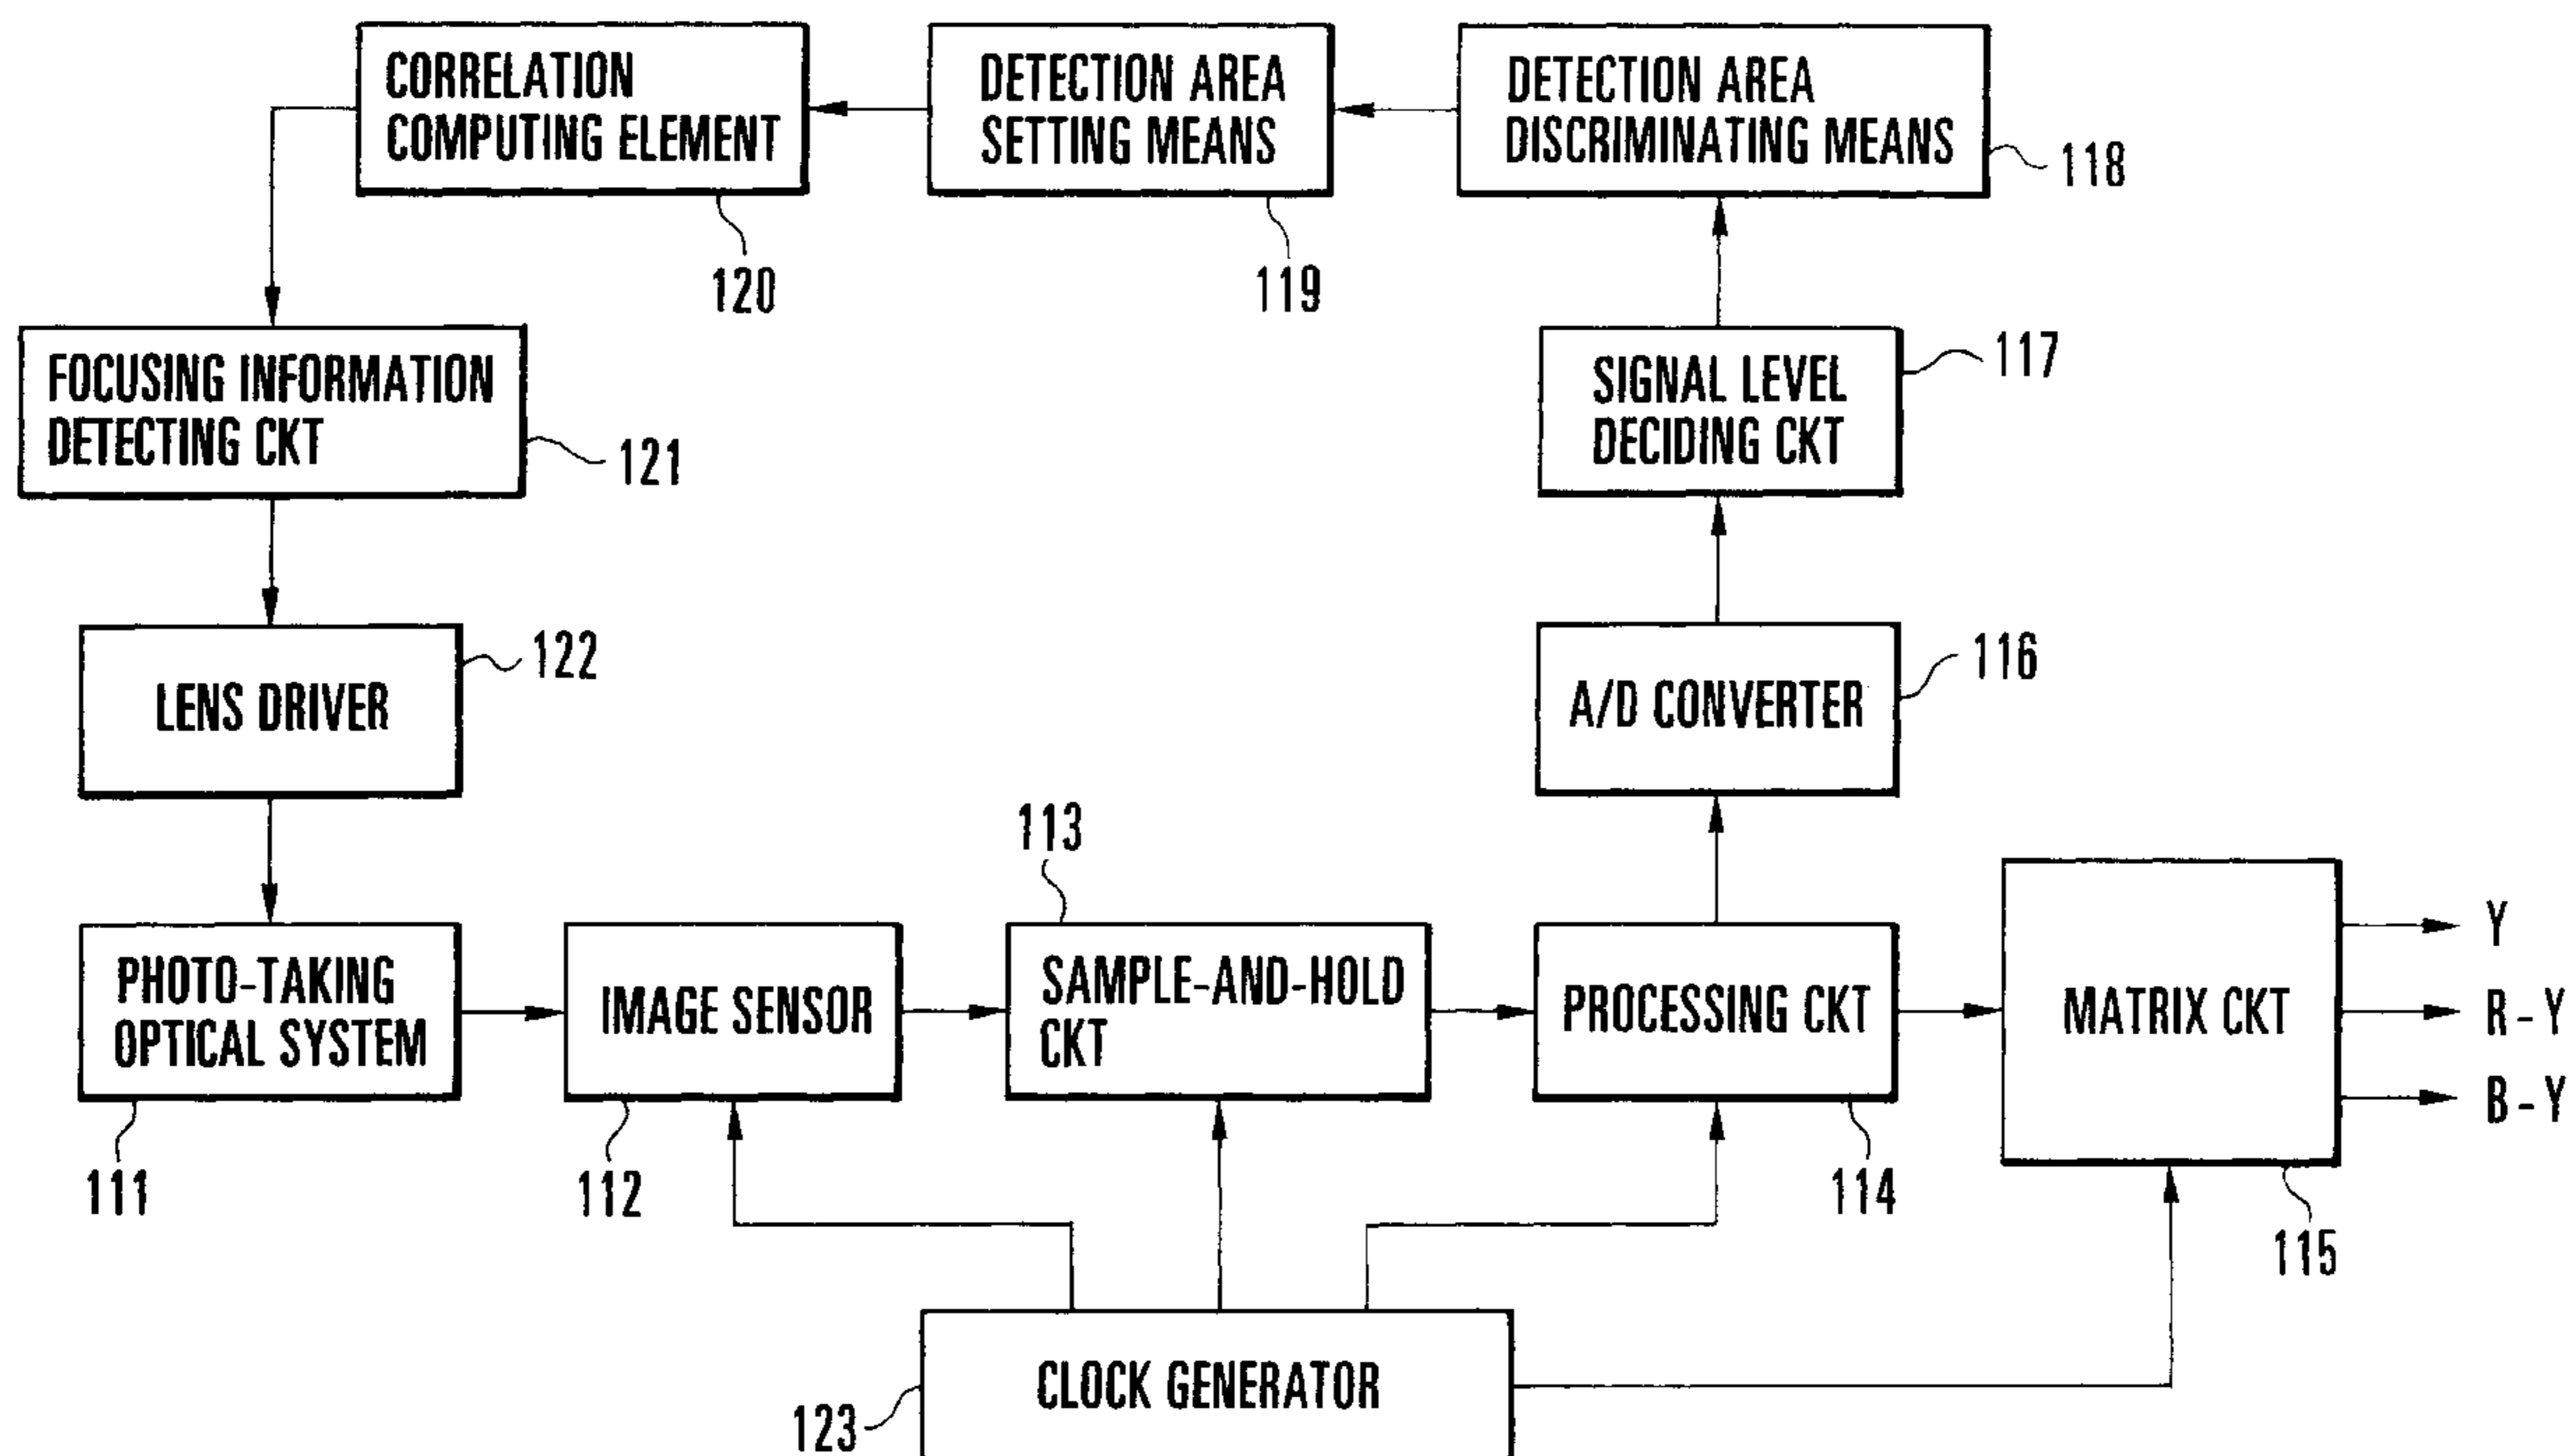 CORRELATION
COMPUTING ELEMENT
120
DETECTION AREA
SETTING MEANS
119
DETECTION AREA
DISCRIMINATING MEANS
118
FOCUSING INFORMATION
DETECTING CKT
121
SIGNAL LEVEL
DECIDING CKT
117
LENS DRIVER
122
A/D CONVERTER
116
PHOTO-TAKING
OPTICAL SYSTEM
111
IMAGE SENSOR
112
113
SAMPLE-AND-HOLD
CKT
PROCESSING CKT
114
MATRIX CKT
115
Y
R-Y
B-Y
CLOCK GENERATOR
123